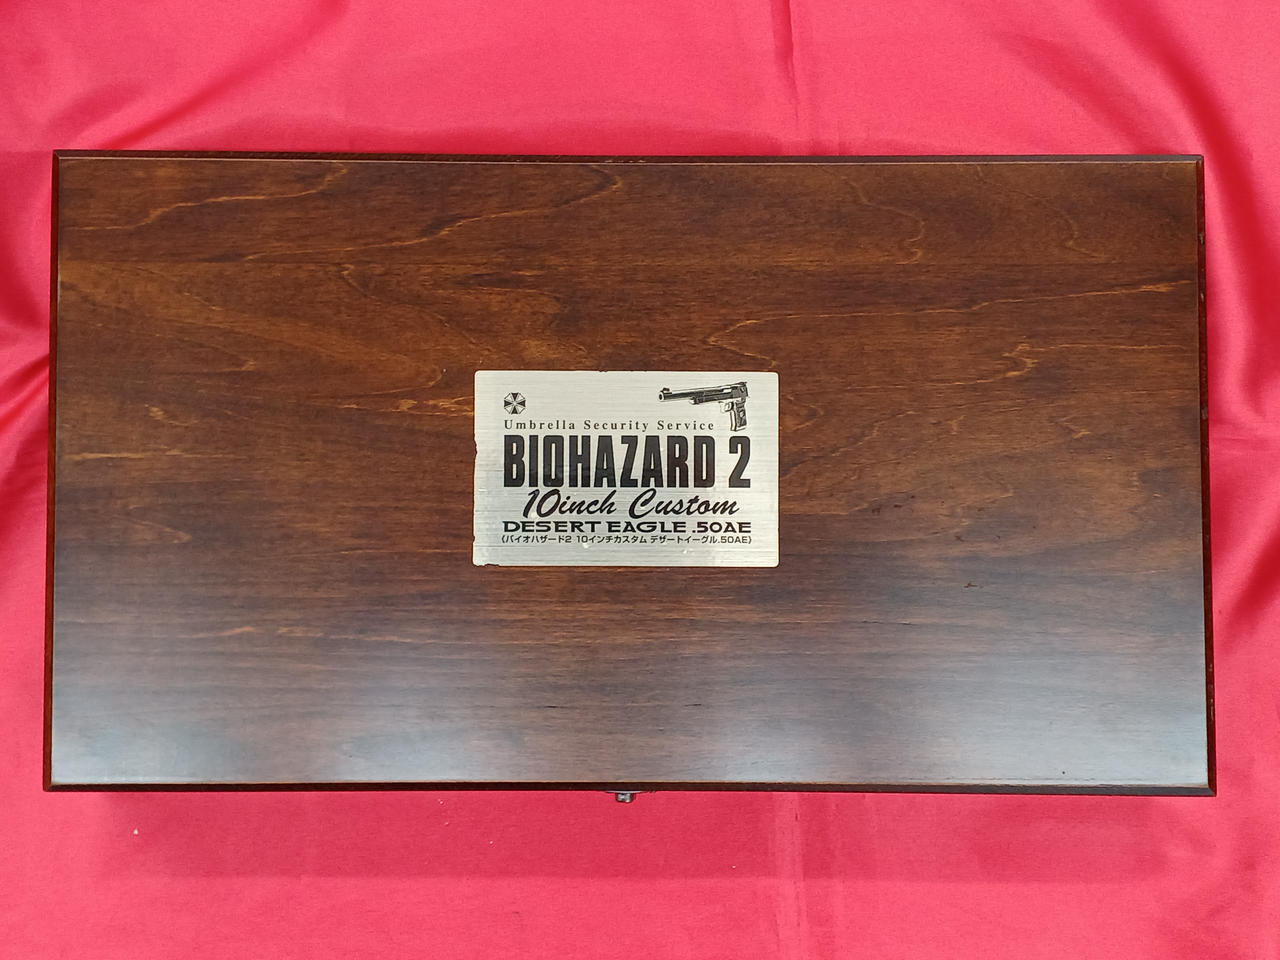 Umbrella Security Service
BIOHAZARD 2
10inch Custom
DESERT EAGLE .50AE
(バイオハザード2 10インチカスタム デザートイーグル.50AE)